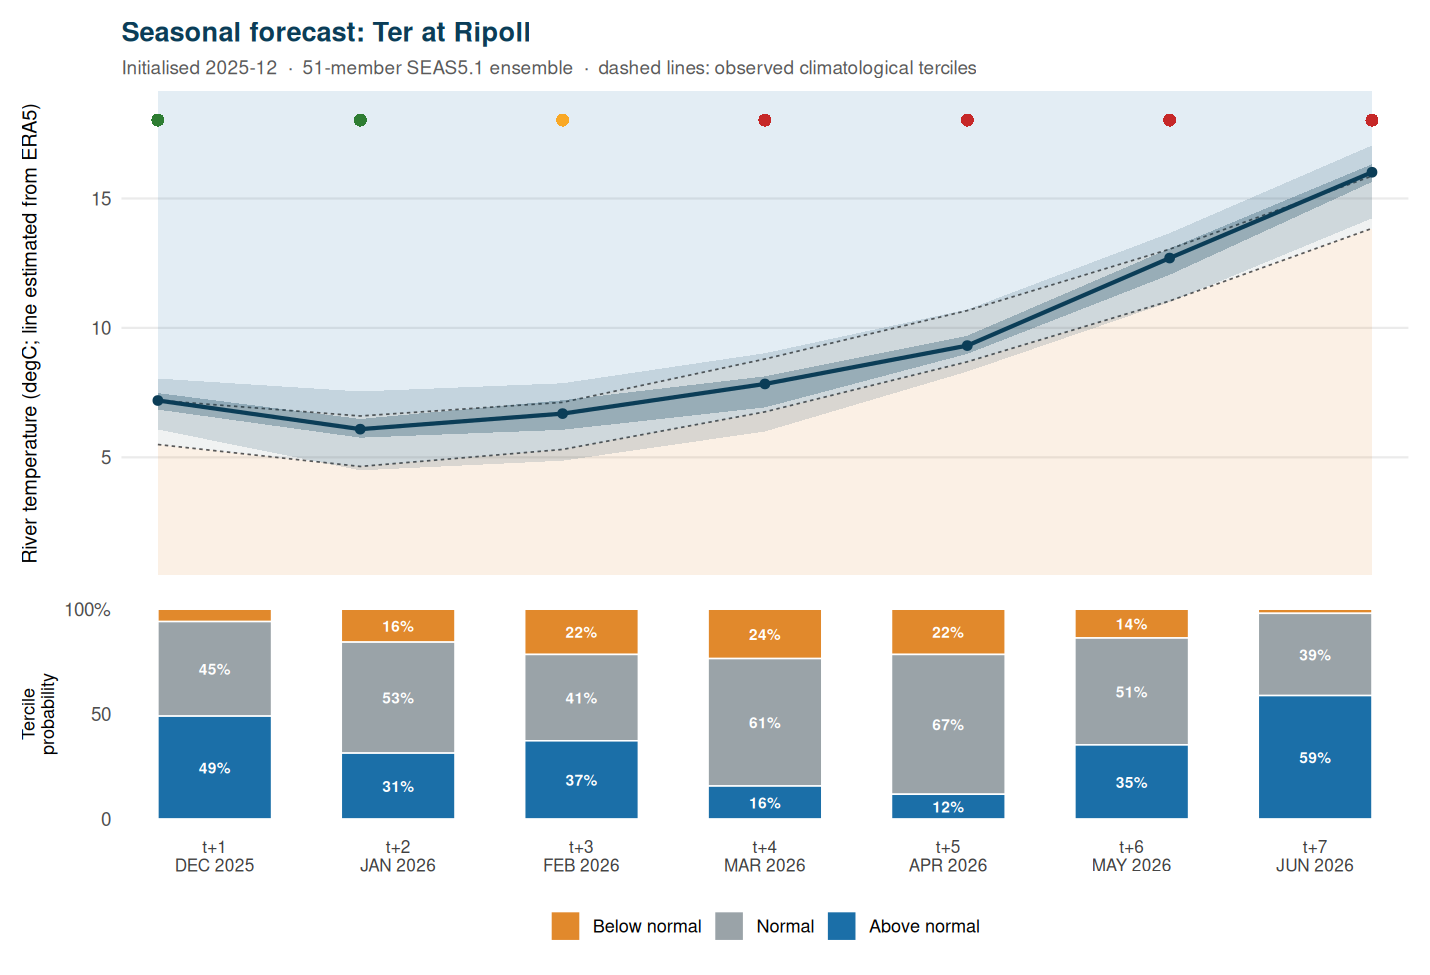 Seasonal forecast: Ter at Ripoll
Initialised 2025-12 · 51-member SEAS5.1 ensemble · dashed lines: observed climatological terciles
River temperature (degC; line estimated from ERA5)
15
10
5
Tercile
probability
100%
50
0
16% 22% 24% 22% 14%
45% 53% 41% 61% 67% 51% 39%
49% 31% 37% 16% 12% 35% 59%
t+1 t+2 t+3 t+4 t+5 t+6 t+7
DEC 2025 JAN 2026 FEB 2026 MAR 2026 APR 2026 MAY 2026 JUN 2026
Below normal Normal Above normal